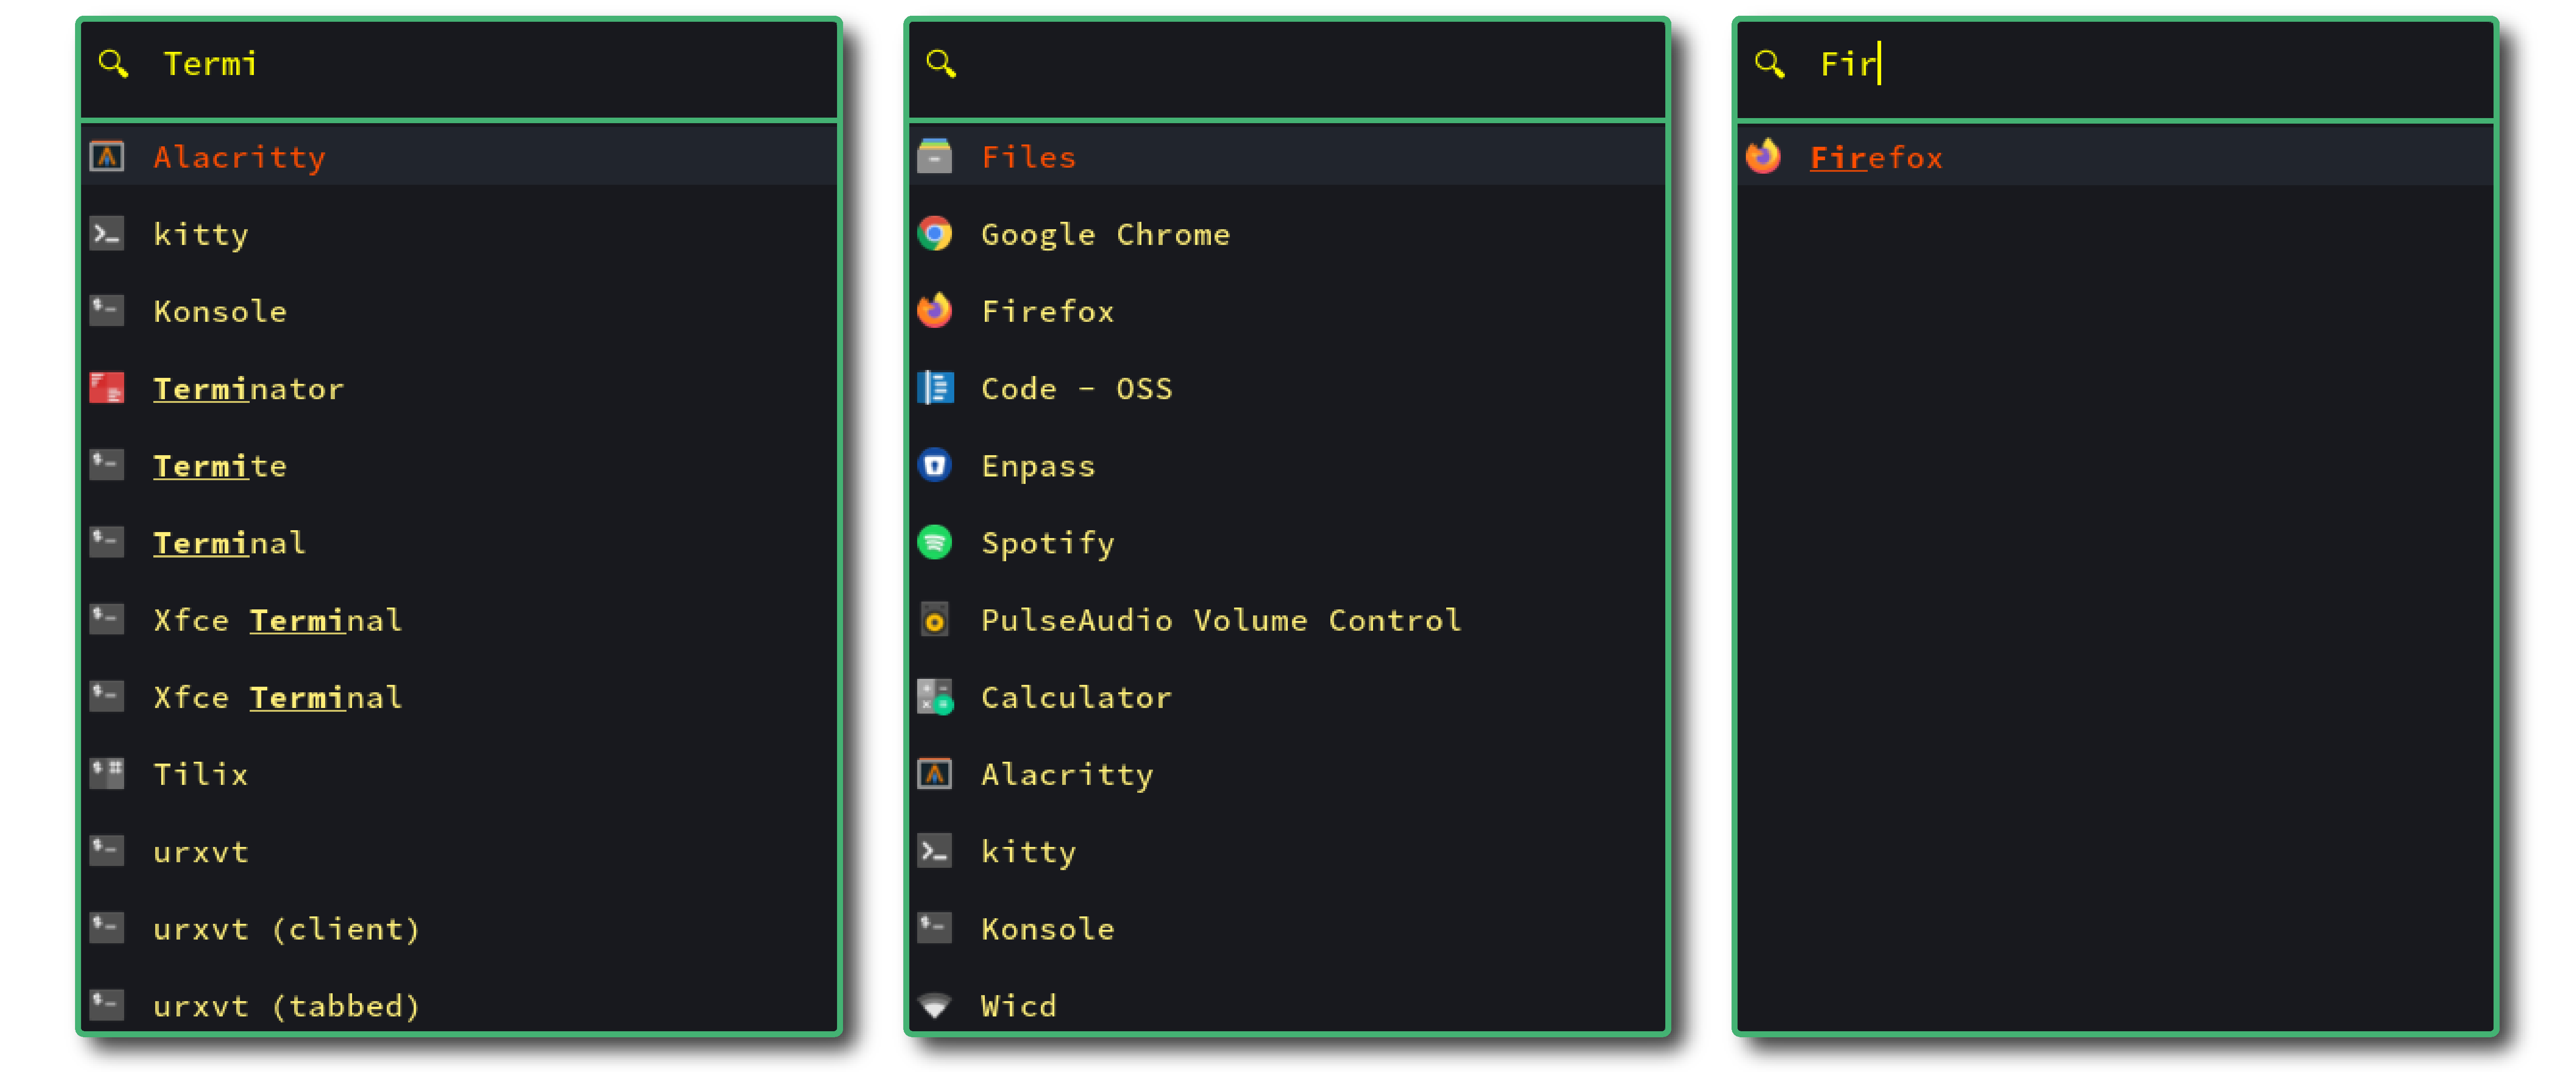 Termi
Alacritty
kitty
Konsole
Terminator
Termite
Terminal
Xfce Terminal
Xfce Terminal
Tilix
urxvt
urxvt (client)
urxvt (tabbed)
Files
Google Chrome
Firefox
Code - OSS
Enpass
Spotify
PulseAudio Volume Control
Calculator
Alacritty
kitty
Konsole
Wicd
Fir
Firefox